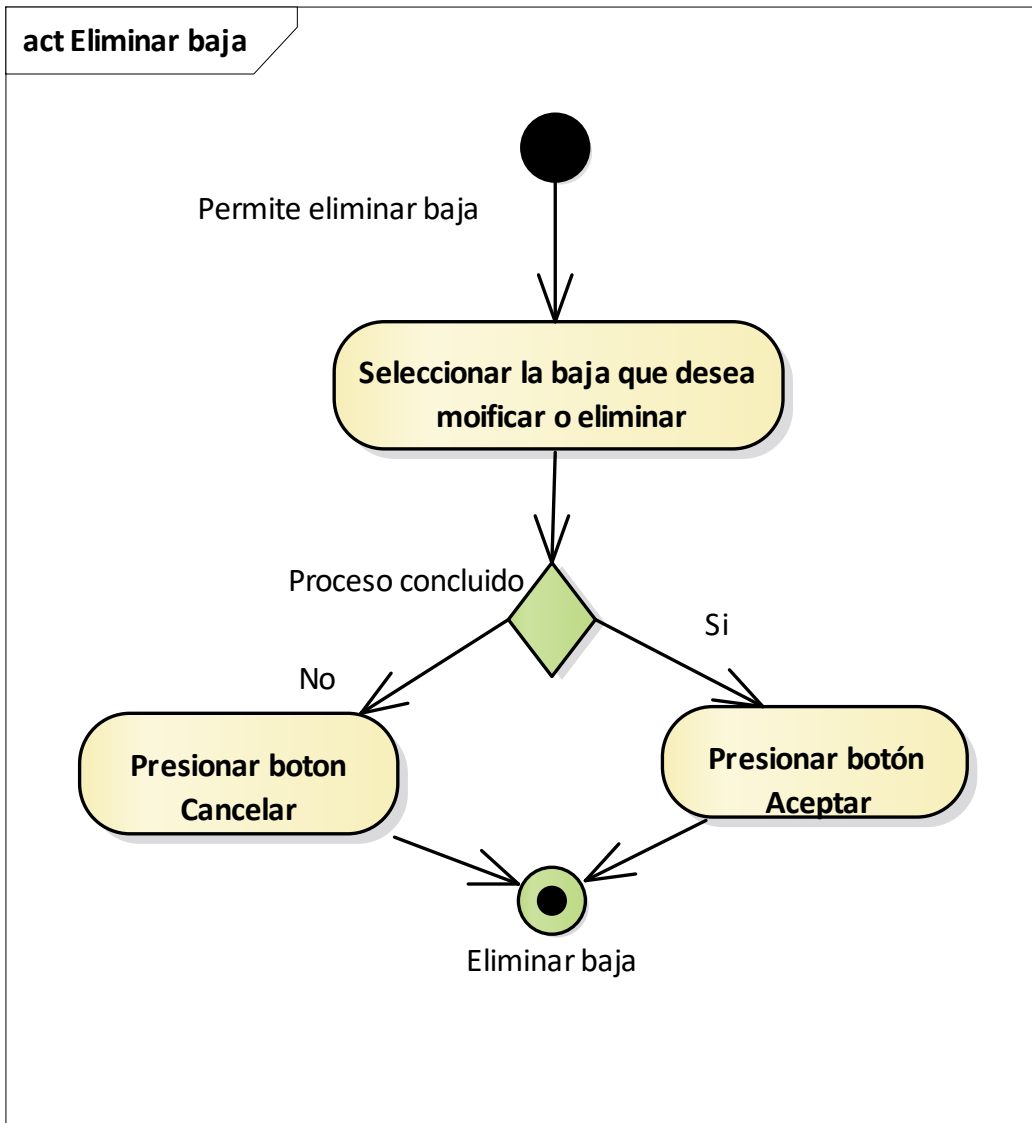 act Eliminar baja
Permite eliminar baja
Seleccionar la baja que desea
moificar o eliminar
Proceso concluido
Si
No
Presionar boton
Cancelar
Presionar botón
Aceptar
Eliminar baja